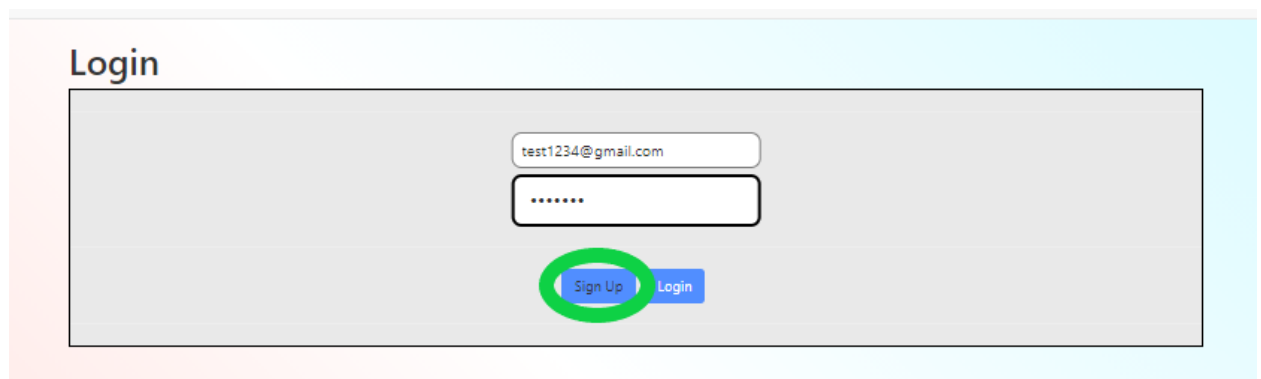 Login
test1234@gmail.com
•••••••
Sign Up Login